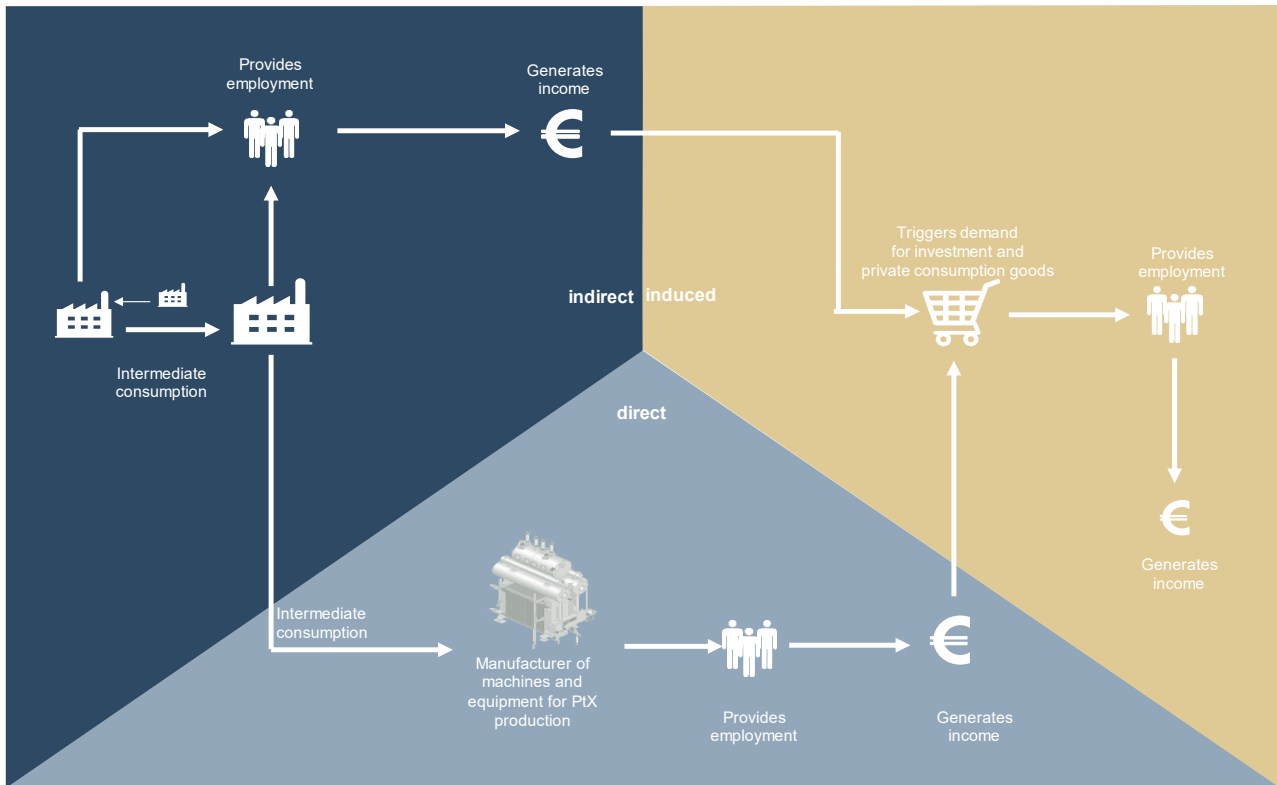 Provides
employment
Generates
income
Intermediate
consumption
indirect
induced
Triggers demand
for investment and
private consumption goods
Provides
employment
Generates
income
direct
Intermediate
consumption
Manufacturer of
machines and
equipment for PtX
production
Provides
employment
Generates
income